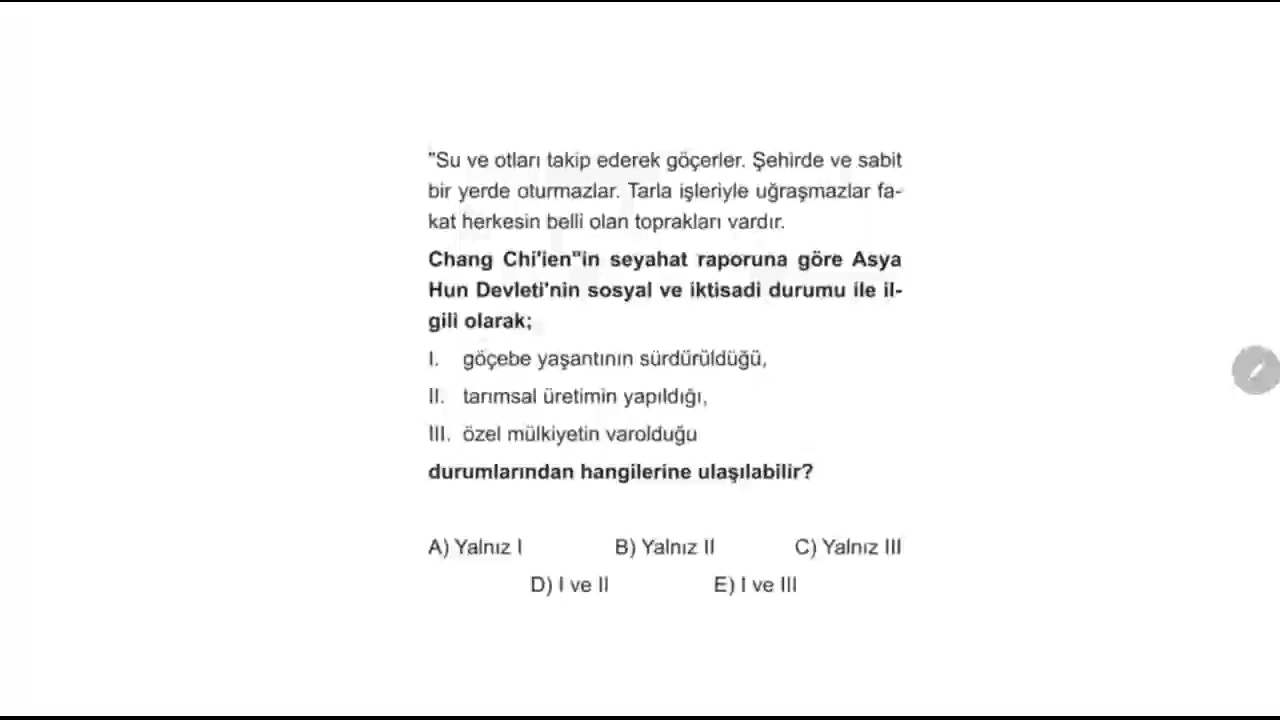 "Su ve otları takip ederek göçerler. Şehirde ve sabit
bir yerde oturmazlar. Tarla işleriyle uğraşmazlar fa-
kat herkesin belli olan toprakları vardır.
Chang Chi'ien"in seyahat raporuna göre Asya
Hun Devleti'nin sosyal ve iktisadi durumu ile il-
gili olarak;
I. göçebe yaşantının sürdürüldüğü,
II. tarımsal üretimin yapıldığı,
III. özel mülkiyetin varolduğu
durumlarından hangilerine ulaşılabilir?
A) Yalnız I B) Yalnız II C) Yalnız III
D) I ve II E) I ve III